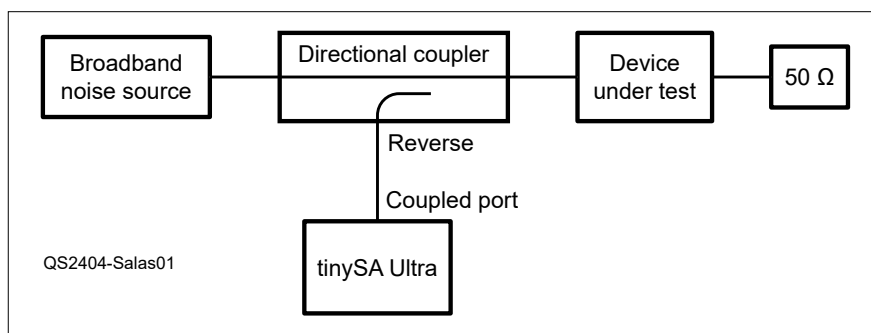 Broadband
noise source
Directional coupler
Device
under test
50 Ω
Reverse
Coupled port
tinySA Ultra
QS2404-Salas01